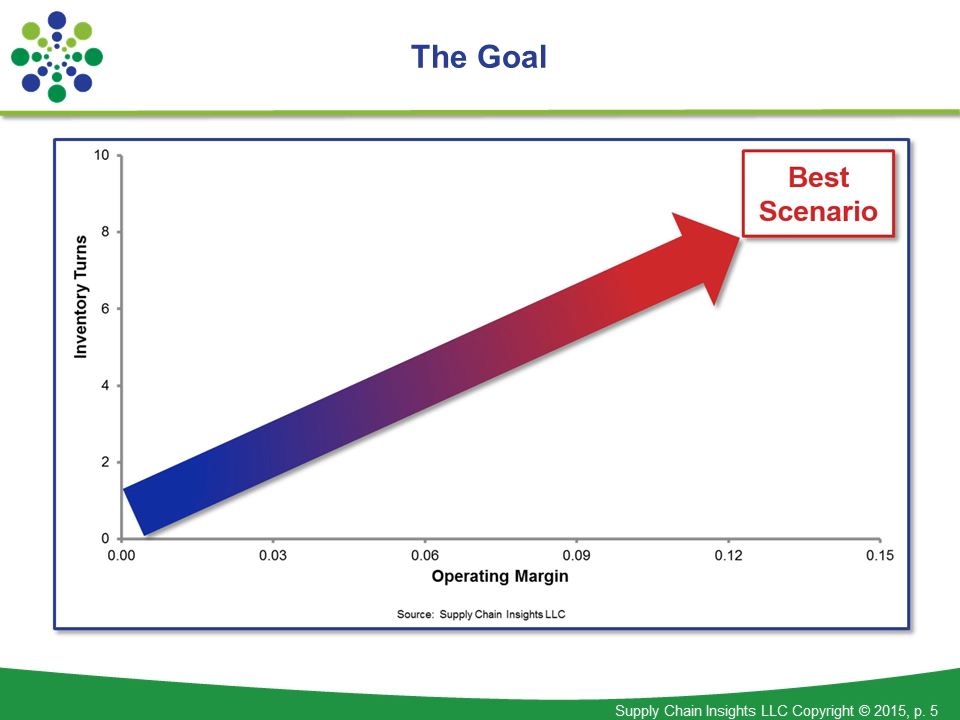 The Goal
Best
Scenario
Inventory Turns
10
8
6
4
2
0
0.00 0.03 0.06 0.09 0.12 0.15
Operating Margin
Source: Supply Chain Insights LLC
Supply Chain Insights LLC Copyright © 2015, p. 5